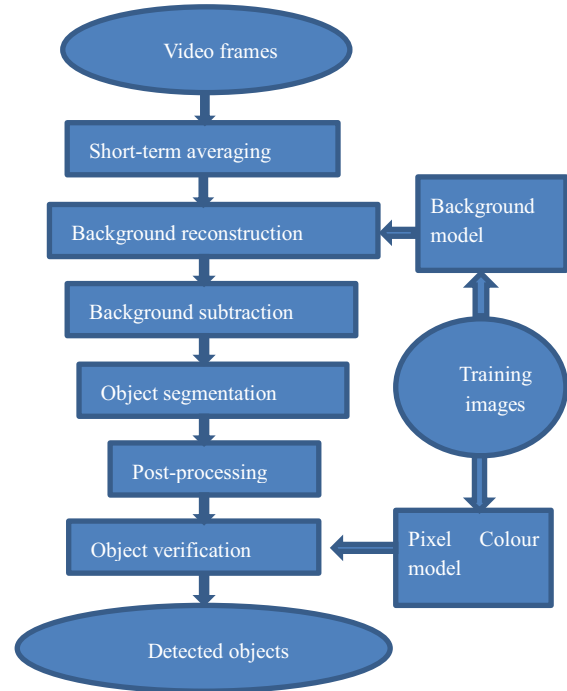 Video frames
Short-term averaging
Background reconstruction
Background
model
Background subtraction
Object segmentation
Training
images
Post-processing
Object verification
Pixel Colour
model
Detected objects